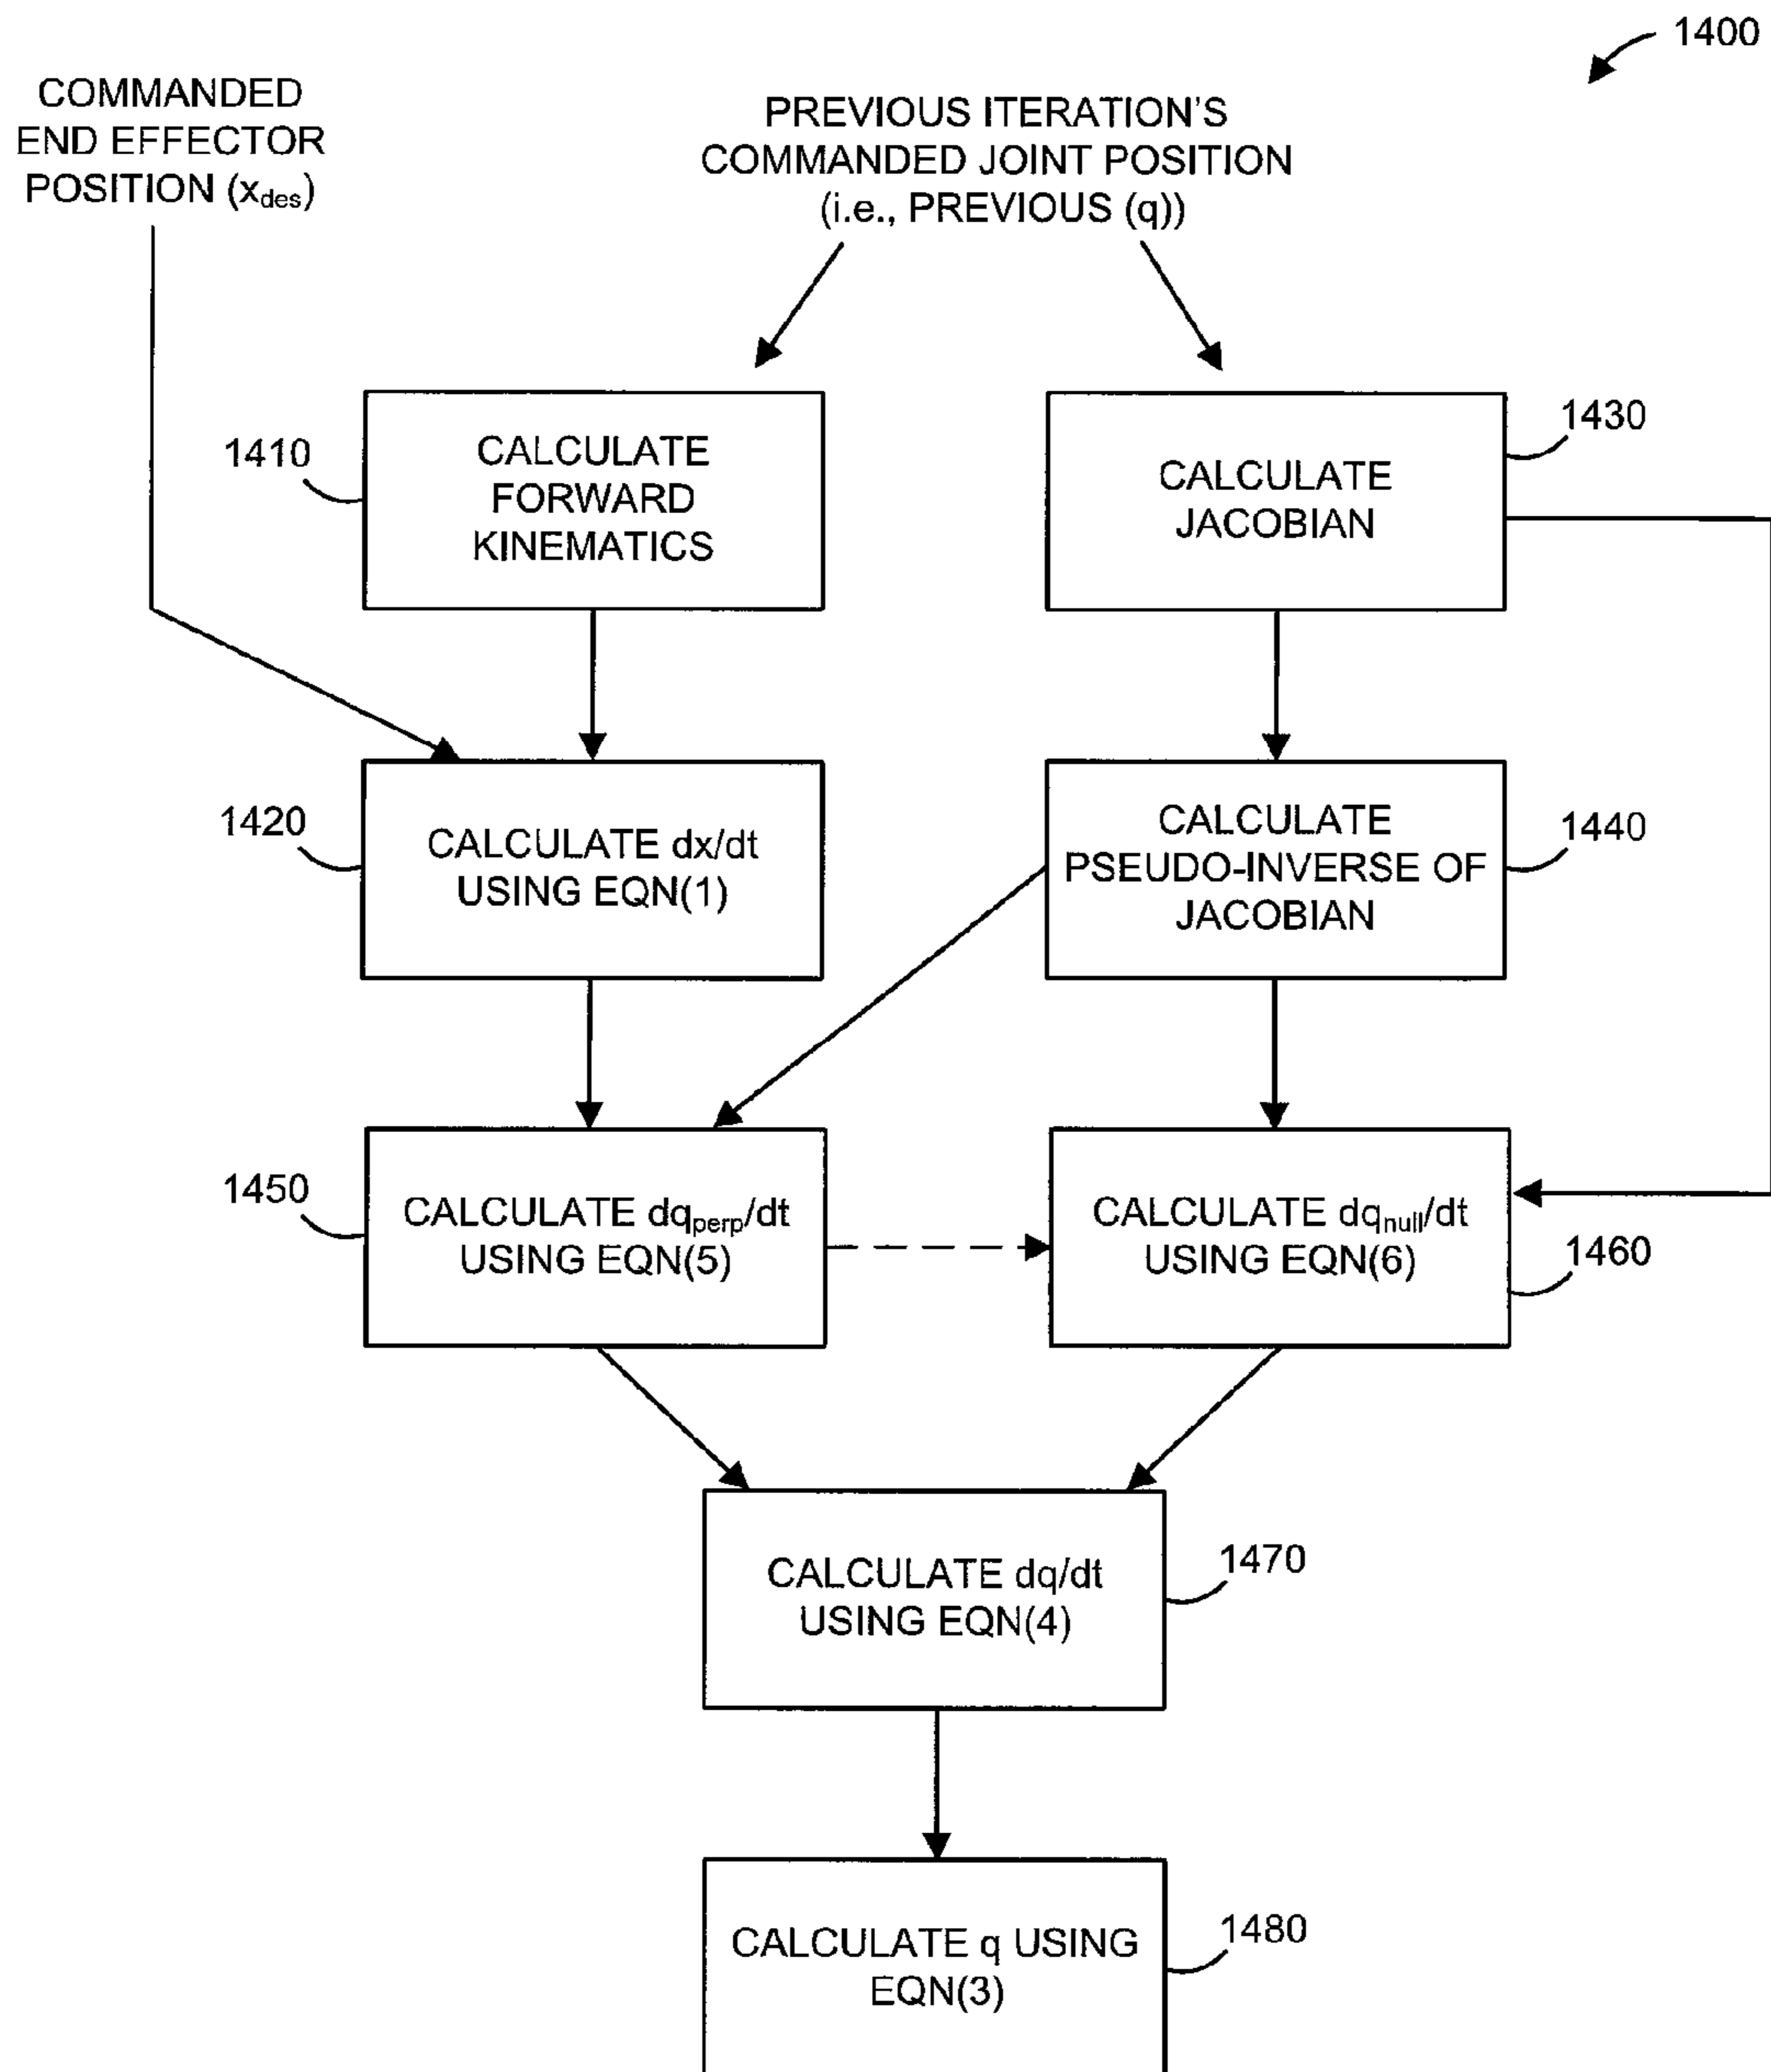 1400
COMMANDED
END EFFECTOR
POSITION (xdes)
PREVIOUS ITERATION'S
COMMANDED JOINT POSITION
(i.e., PREVIOUS (q))
1410
CALCULATE
FORWARD
KINEMATICS
1430
CALCULATE
JACOBIAN
1420
CALCULATE dx/dt
USING EQN(1)
1440
CALCULATE
PSEUDO-INVERSE OF
JACOBIAN
1450
CALCULATE dqperp/dt
USING EQN(5)
CALCULATE dqnull/dt
USING EQN(6)
1460
CALCULATE dq/dt
USING EQN(4)
1470
CALCULATE q USING
EQN(3)
1480